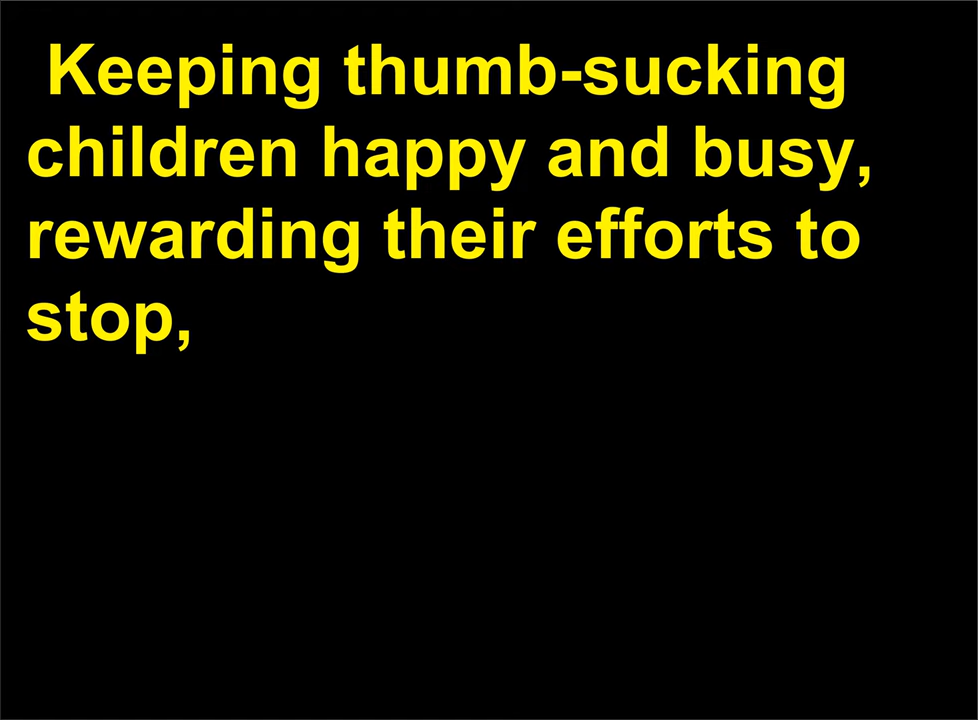 Keeping thumb-sucking
children happy and busy,
rewarding their efforts to
stop,